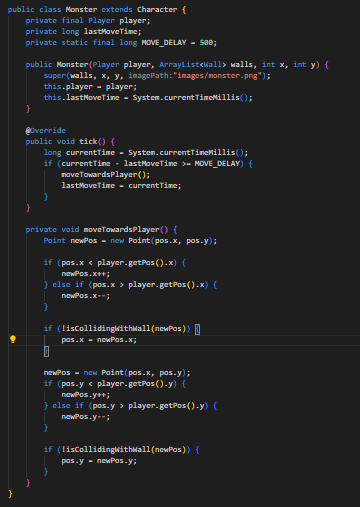 public class Monster extends Character {
    private final Player player;
    private long lastMoveTime;
    private static final long MOVE_DELAY = 500;

    public Monster(Player player, ArrayList<Wall> walls, int x, int y) {
        super(walls, x, y, imagePath:"images/monster.png");
        this.player = player;
        this.lastMoveTime = System.currentTimeMillis();
    }

    @Override
    public void tick() {
        long currentTime = System.currentTimeMillis();
        if (currentTime - lastMoveTime >= MOVE_DELAY) {
            moveTowardsPlayer();
            lastMoveTime = currentTime;
        }
    }

    private void moveTowardsPlayer() {
        Point newPos = new Point(pos.x, pos.y);

        if (pos.x < player.getPos().x) {
            newPos.x++;
        } else if (pos.x > player.getPos().x) {
            newPos.x--;
        }

        if (!isCollidingWithWall(newPos)) {
            pos.x = newPos.x;
        }

        newPos = new Point(pos.x, pos.y);
        if (pos.y < player.getPos().y) {
            newPos.y++;
        } else if (pos.y > player.getPos().y) {
            newPos.y--;
        }

        if (!isCollidingWithWall(newPos)) {
            pos.y = newPos.y;
        }
    }
}